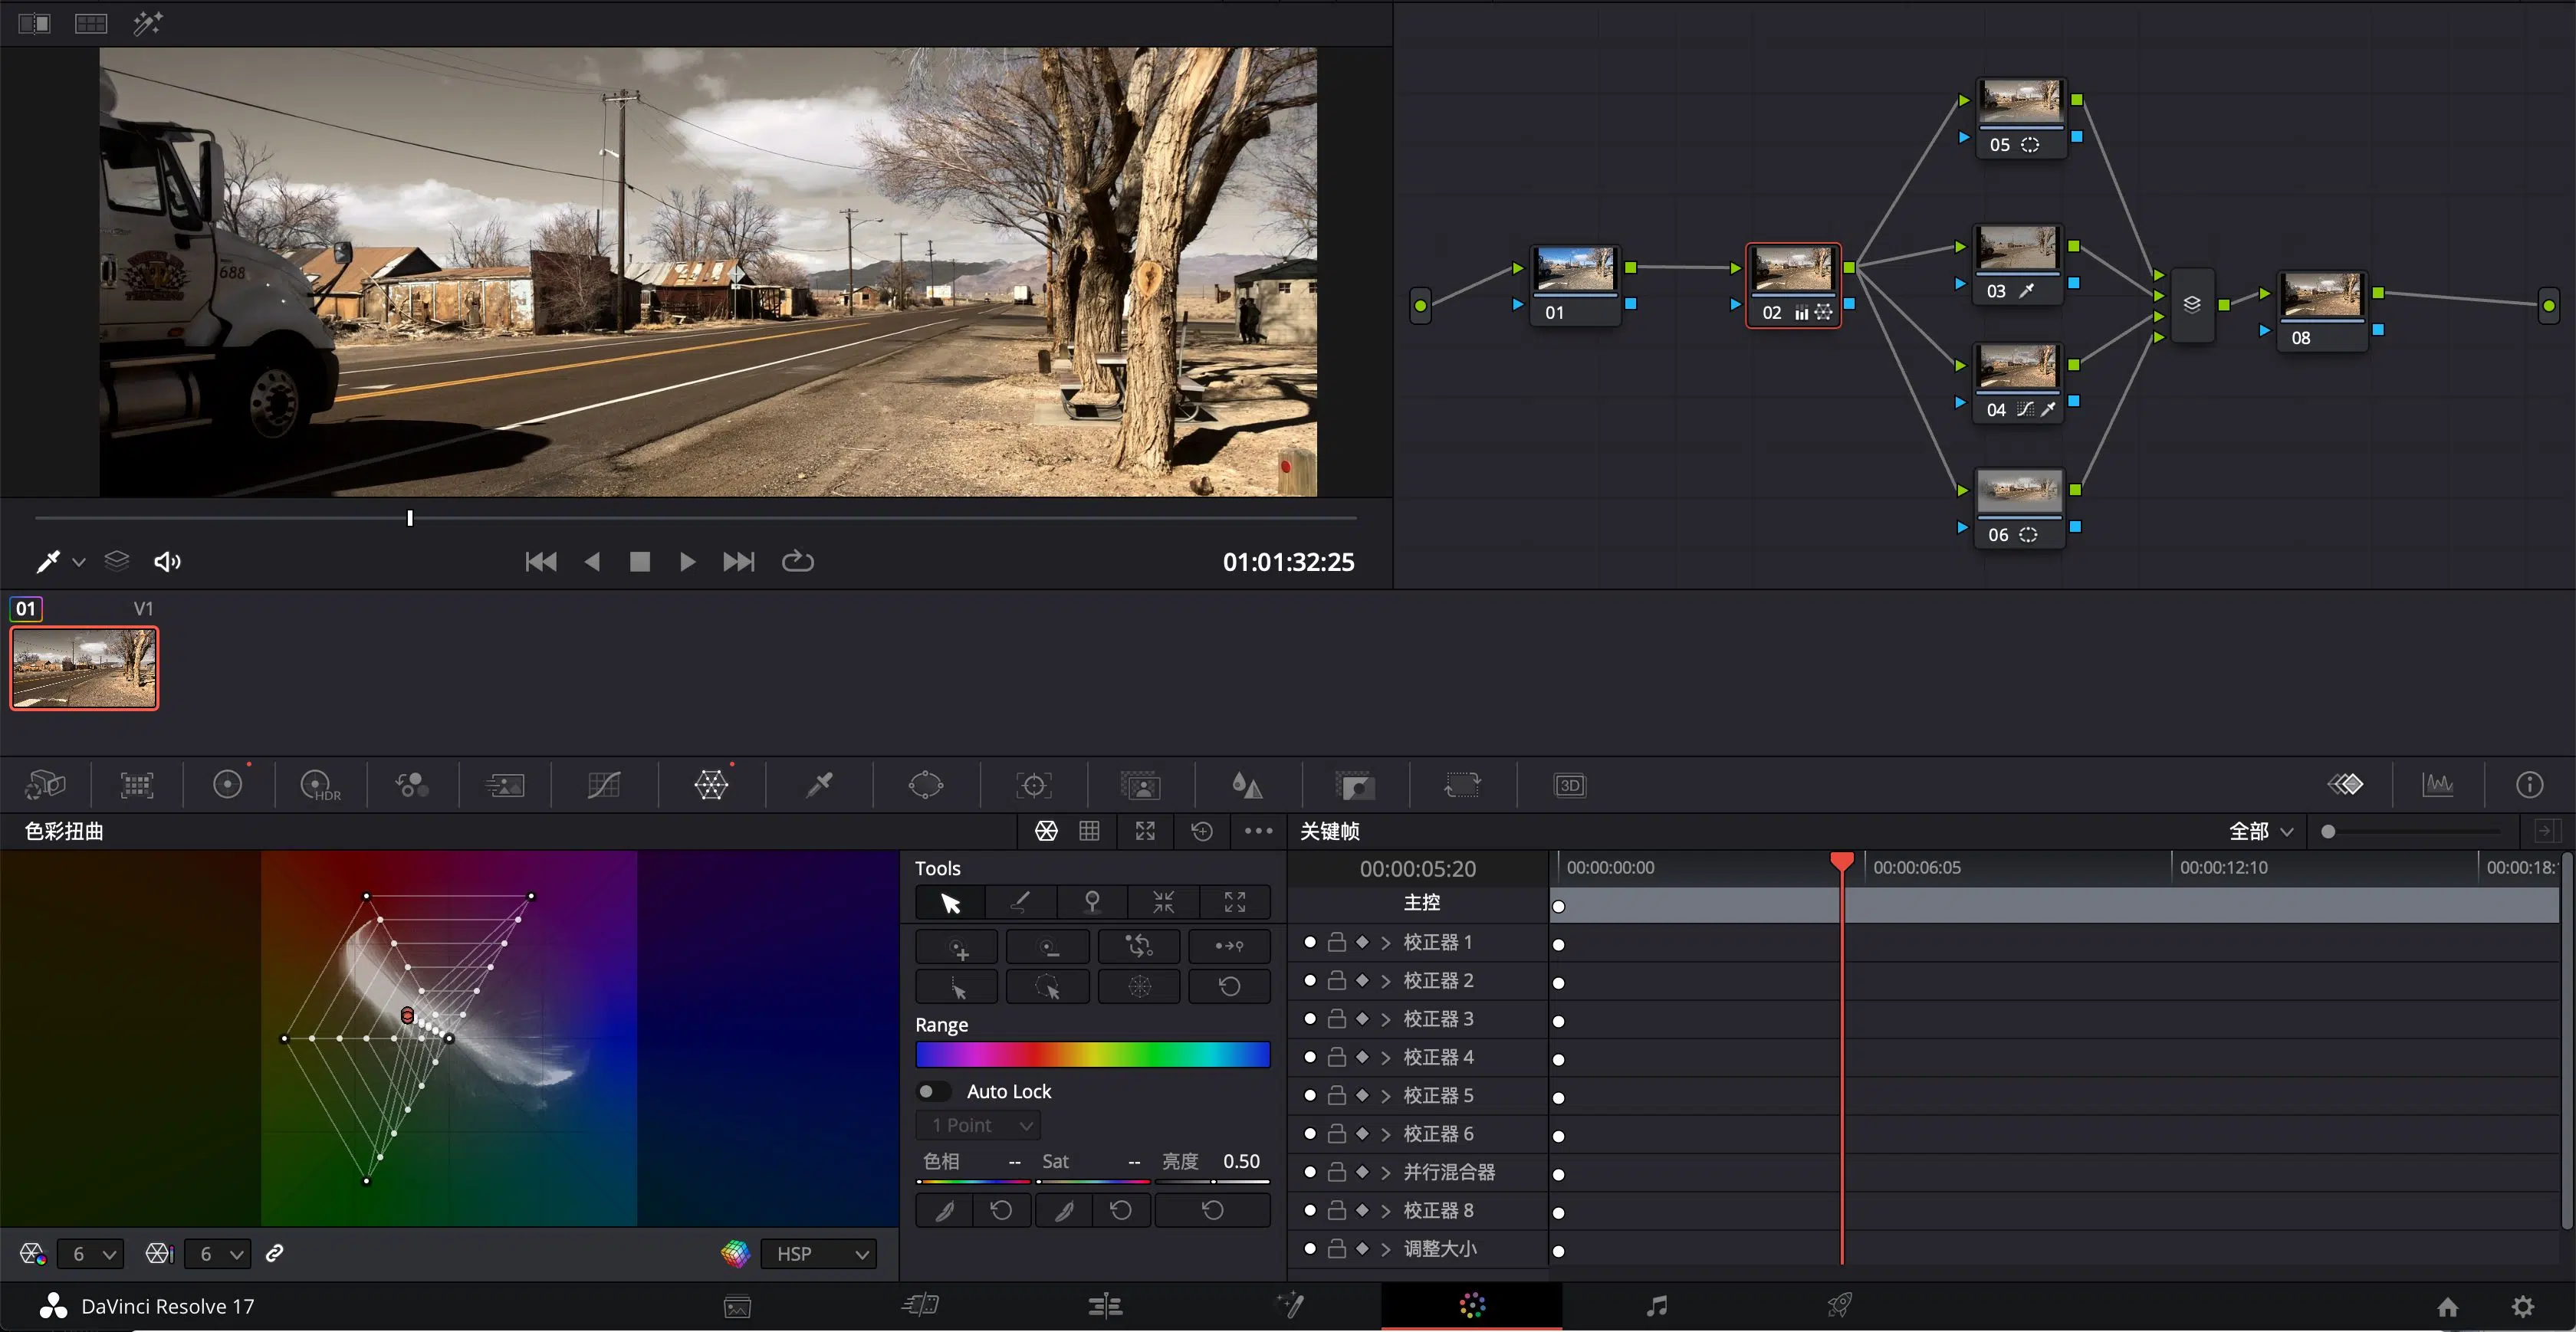 688
05
03
01
02
08
04
06
01:01:32:25
01 V1
HDR
3D
色彩扭曲
关键帧
全部
Tools
00:00:05:20
00:00:00:00
00:00:06:05
00:00:12:10
00:00:18:
主控
校正器 1
校正器 2
校正器 3
校正器 4
校正器 5
校正器 6
并行混合器
校正器 8
调整大小
Range
Auto Lock
1 Point
色相 -- Sat -- 亮度 0.50
6
6
HSP
DaVinci Resolve 17